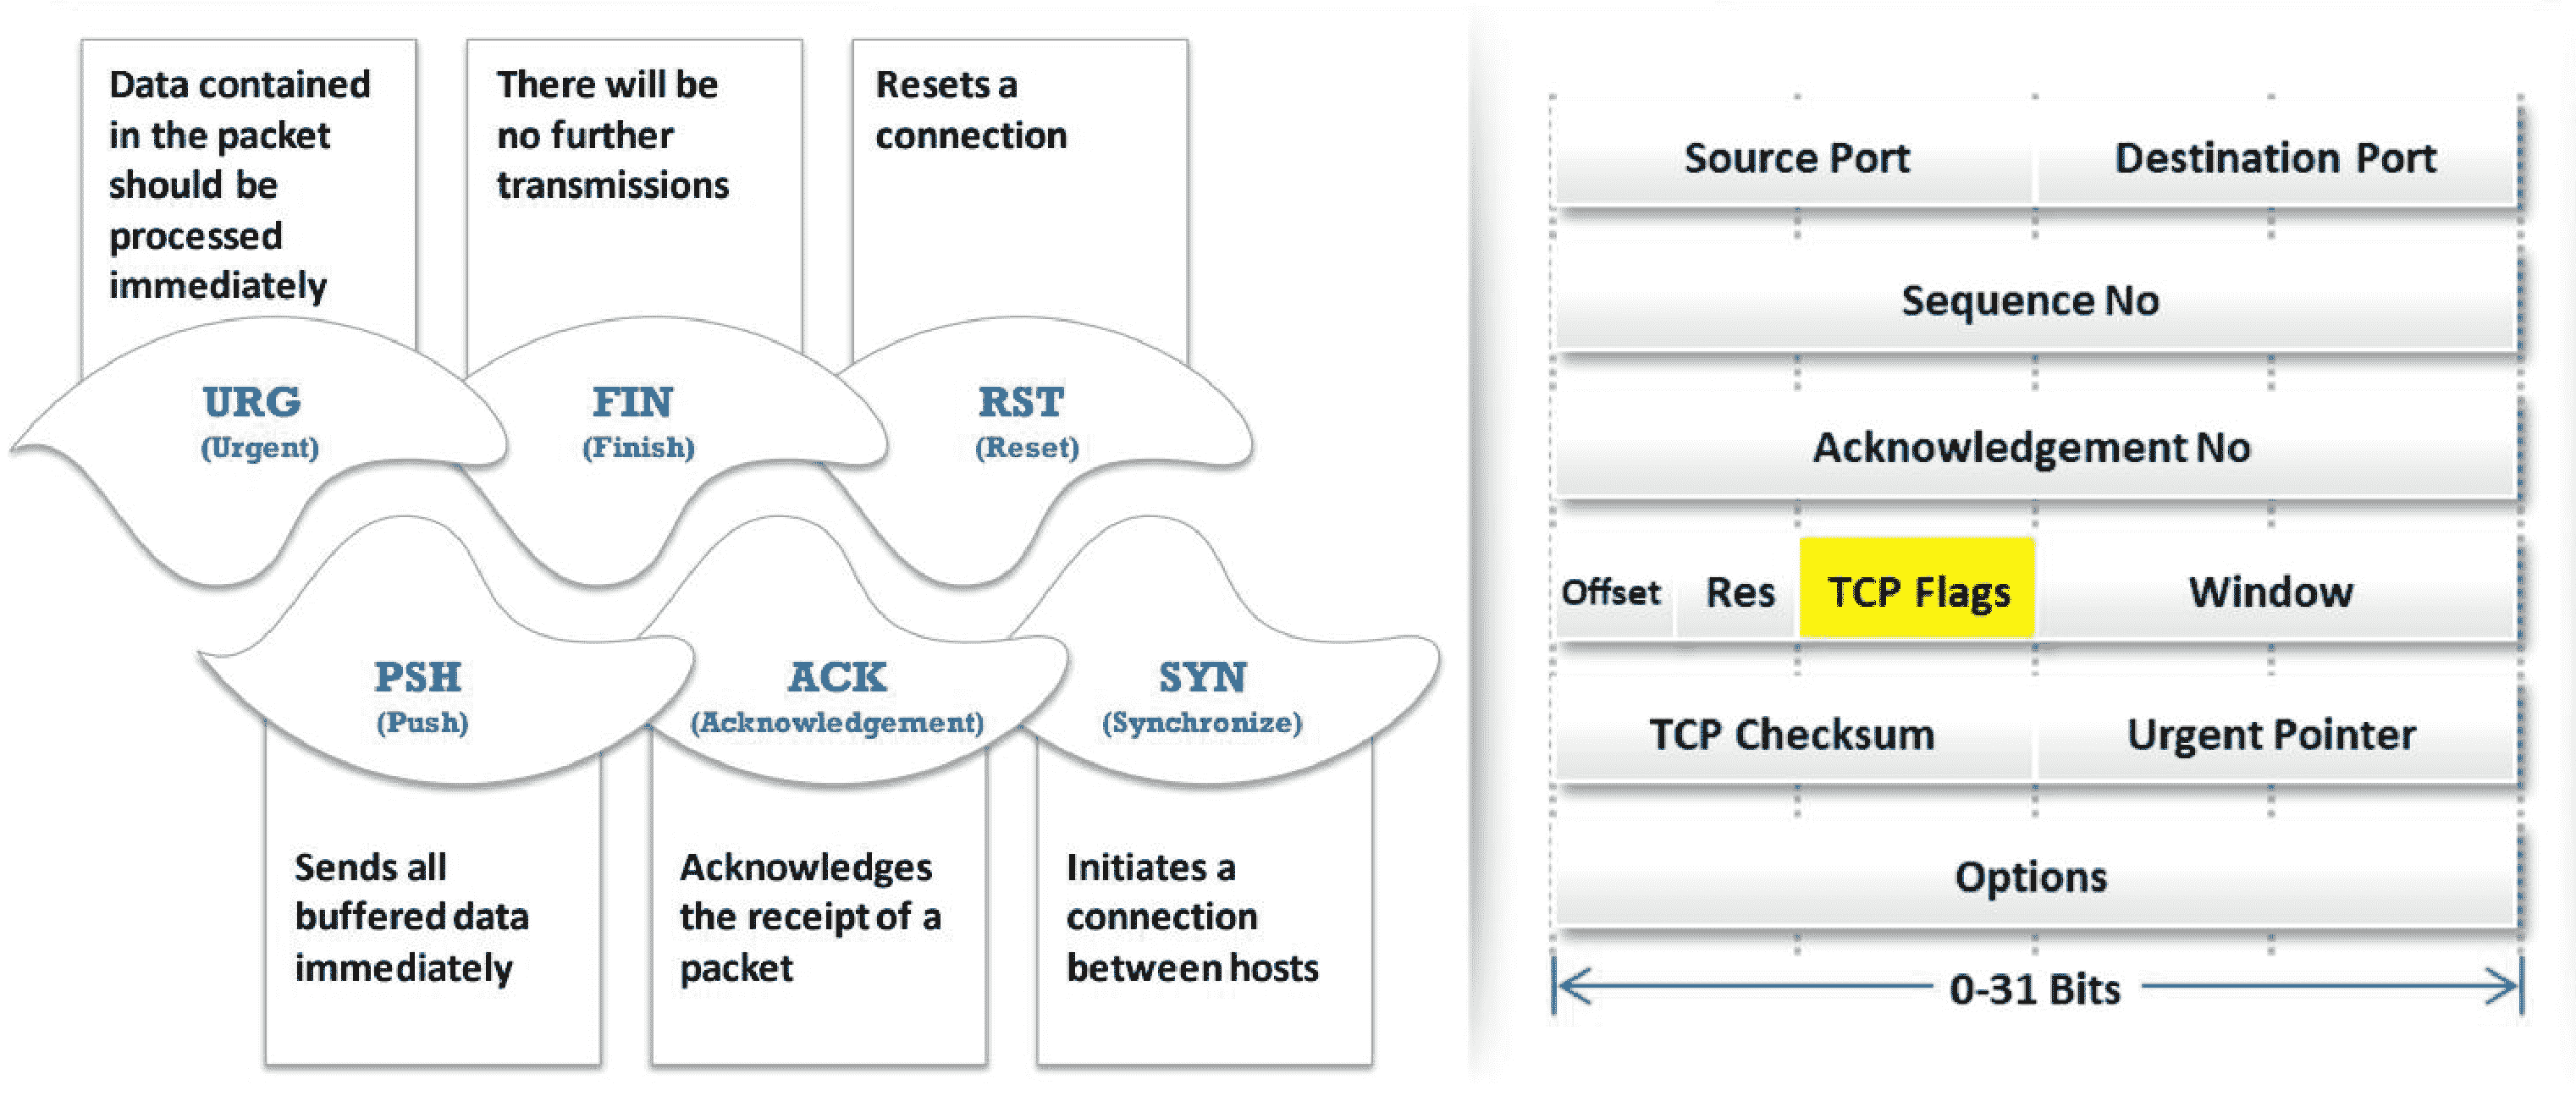 Data contained
in the packet
should be
processed
immediately
URG
(Urgent)
There will be
no further
transmissions
FIN
(Finish)
Resets a
connection
RST
(Reset)
PSH
(Push)
Sends all
buffered data
immediately
ACK
(Acknowledgement)
Acknowledges
the receipt of a
packet
SYN
(Synchronize)
Initiates a
connection
between hosts
Source Port Destination Port
Sequence No
Acknowledgement No
Offset Res TCP Flags Window
TCP Checksum Urgent Pointer
Options
0-31 Bits